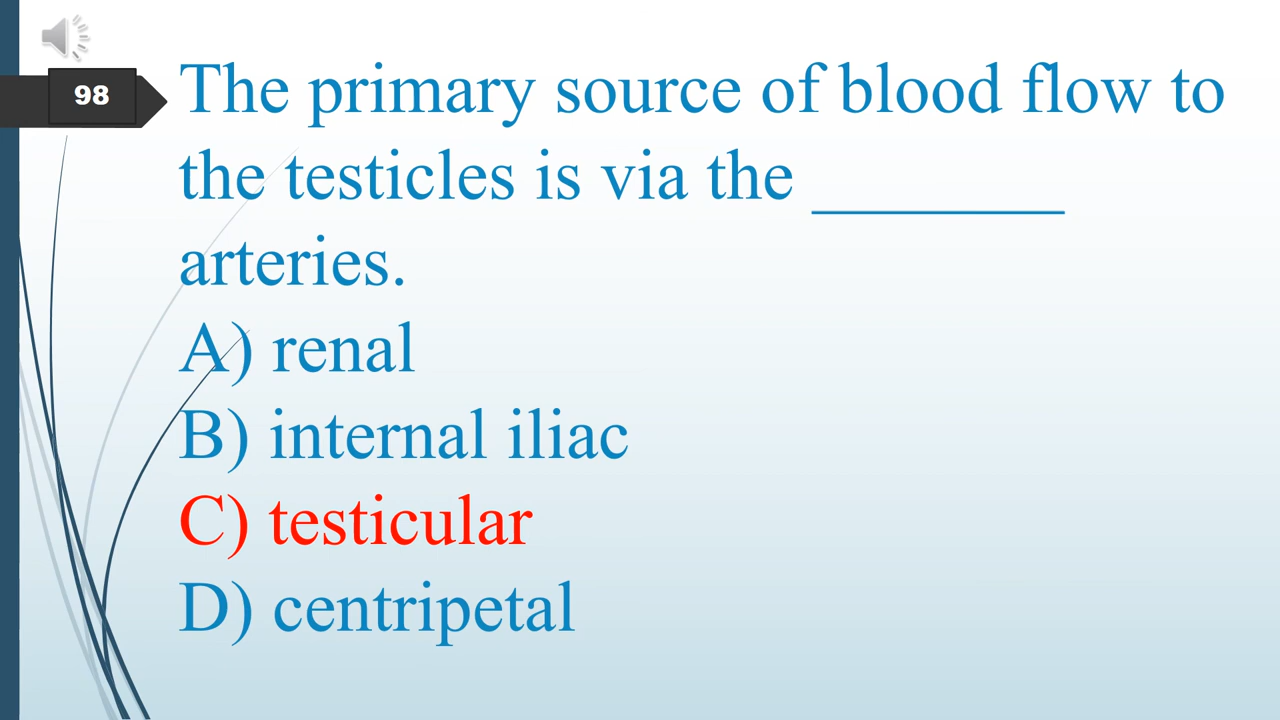 98
The primary source of blood flow to
the testicles is via the ________
arteries.
A) renal
B) internal iliac
C) testicular
D) centripetal